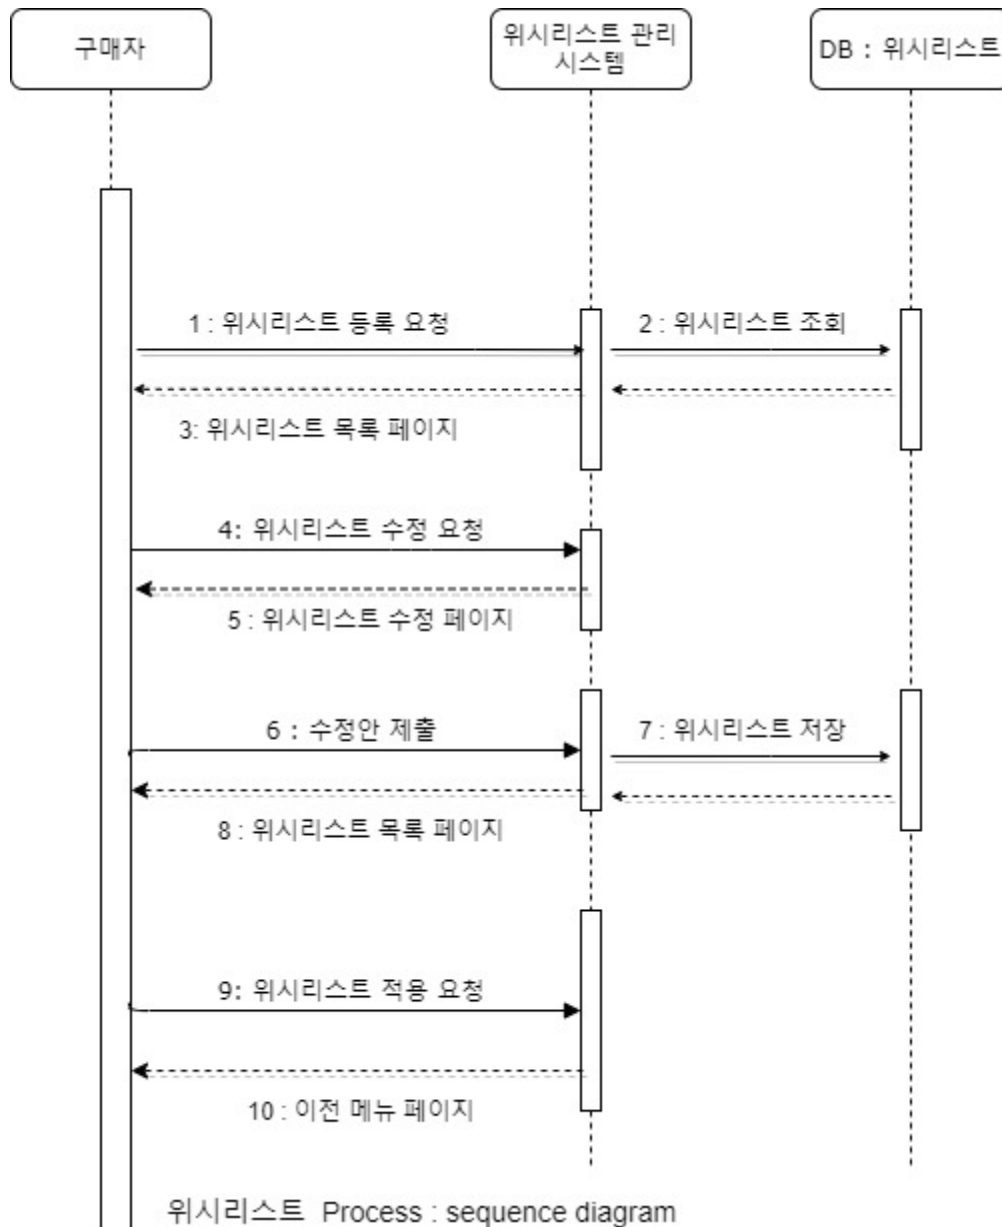 구매자
위시리스트 관리
시스템
DB : 위시리스트
1 : 위시리스트 등록 요청
2 : 위시리스트 조회
3: 위시리스트 목록 페이지
4: 위시리스트 수정 요청
5 : 위시리스트 수정 페이지
6 : 수정안 제출
7 : 위시리스트 저장
8 : 위시리스트 목록 페이지
9: 위시리스트 적용 요청
10 : 이전 메뉴 페이지
위시리스트 Process : sequence diagram